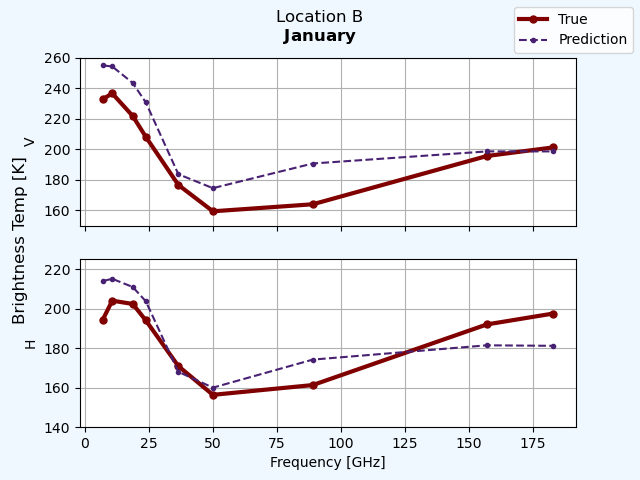 Location B
January
True
Prediction
Brightness Temp [K]
V
260
240
220
200
180
160
H
220
200
180
160
140
0
25
50
75
100
125
150
175
Frequency [GHz]